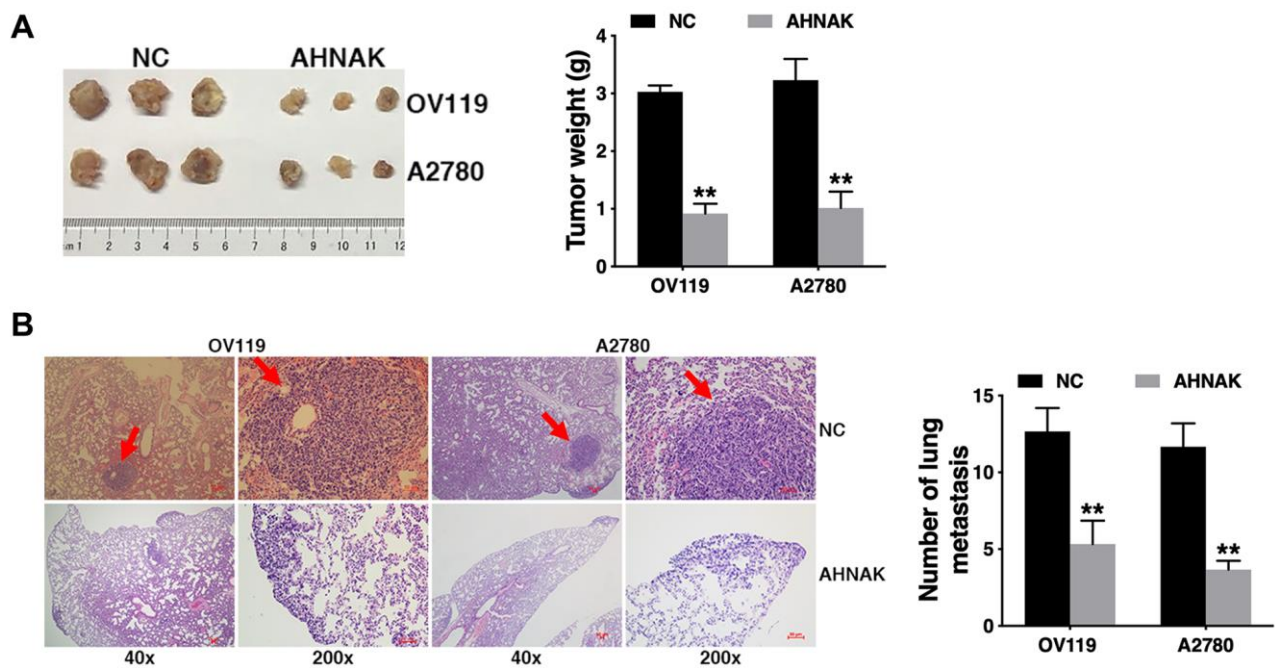 A
NC AHNAK
OV119
A2780
1 2 3 4 5 6 7 8 9 10 11 12
NC AHNAK
Tumor weight (g)
4
3
2
1
0
** **
OV119 A2780
B
OV119 A2780
NC
AHNAK
40x 200x 40x 200x
NC AHNAK
Number of lung
metastasis
15
10
5
0
** **
OV119 A2780